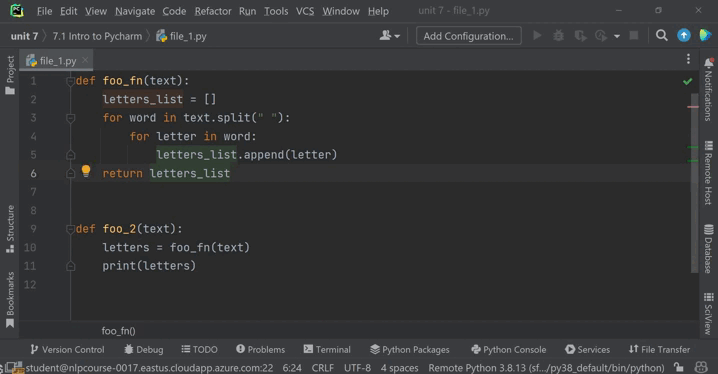 PC File Edit View Navigate Code Refactor Run Tools VCS Window Help unit 7 - file_1.py
unit 7 7.1 Intro to Pycharm file_1.py Add Configuration...
file_1.py
Project
Structure
Bookmarks
1 def foo_fn(text):
2 letters_list = []
3 for word in text.split(" "):
4 for letter in word:
5 letters_list.append(letter)
6 return letters_list
7
8
9 def foo_2(text):
10 letters = foo_fn(text)
11 print(letters)
12
foo_fn()
Notifications
Remote Host
Database
SciView
Version Control Debug TODO Problems Terminal Python Packages Python Console Services File Transfer
student@nlpcourse-0017.eastus.cloudapp.azure.com:22 6:24 CRLF UTF-8 4 spaces Remote Python 3.8.13 (sf.../py38_default/bin/python)